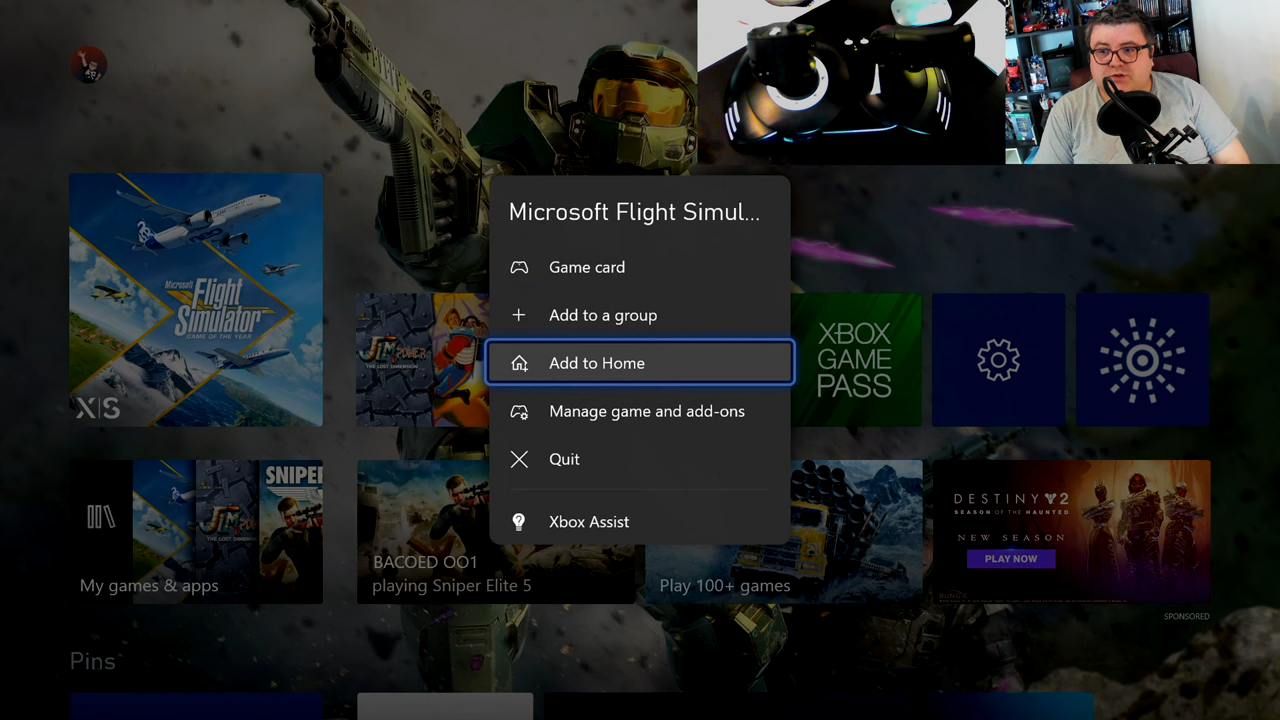 Microsoft Flight Simul...
Game card
Add to a group
Add to Home
Manage game and add-ons
Quit
Xbox Assist
Microsoft
Flight
Simulator
GAME OF THE YEAR
X|S
JIM
POWER
THE LOST DIMENSION
XBOX
GAME
PASS
SNIPER
My games & apps
BACOED OO1
playing Sniper Elite 5
Play 100+ games
DESTINY 2
SEASON OF THE HAUNTED
NEW SEASON
PLAY NOW
BUNGIE
SPONSORED
Pins